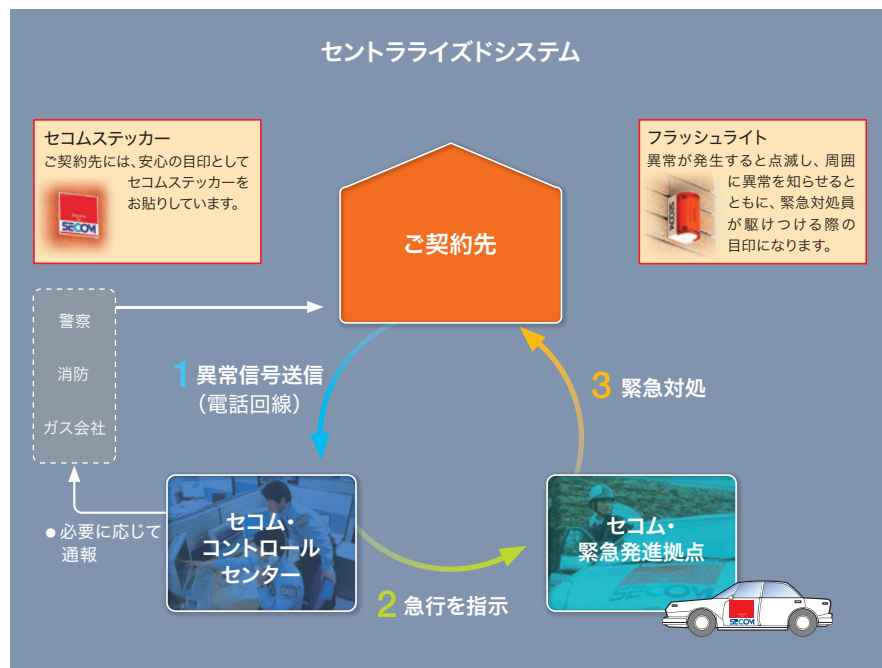 セントラライズドシステム
セコムステッカー
ご契約先には、安心の目印として
セコムステッカーを
お貼りしています。
SECOM
フラッシュライト
異常が発生すると点滅し、周囲
に異常を知らせると
ともに、緊急対処員
が駆けつける際の
目印になります。
SECOM
ご契約先
警察
消防
ガス会社
1 異常信号送信
（電話回線）
3 緊急対処
●必要に応じて
通報
セコム・
コントロール
センター
セコム・
緊急発進拠点
SECOM
2 急行を指示
SECOM